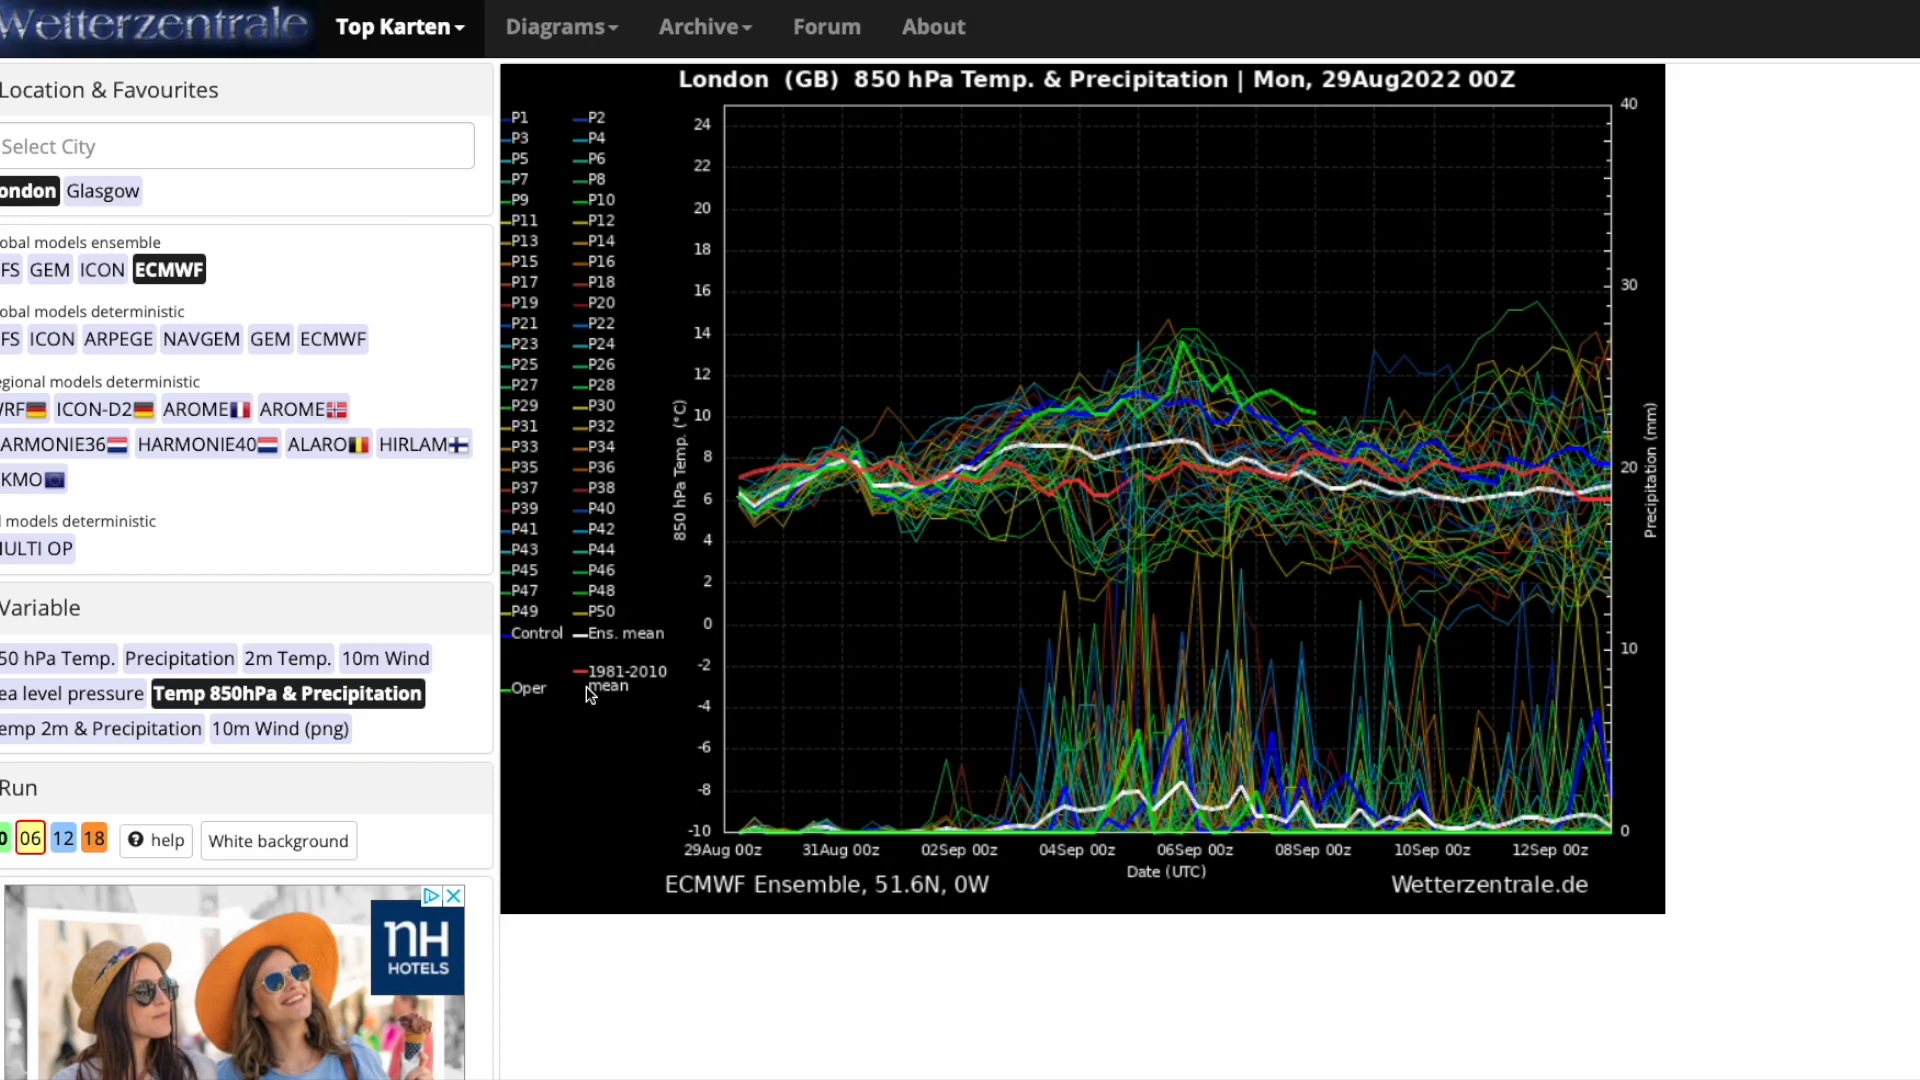 Wetterzentrale
Top Karten
Diagrams
Archive
Forum
About
Location & Favourites
Select City
ondon Glasgow
obal models ensemble
FS GEM ICON ECMWF
obal models deterministic
FS ICON ARPEGE NAVGEM GEM ECMWF
egional models deterministic
RF ICON-D2 AROME AROME
ARMONIE36 HARMONIE40 ALARO HIRLAM
KMO
l models deterministic
ULTI OP
Variable
50 hPa Temp. Precipitation 2m Temp. 10m Wind
ea level pressure Temp 850hPa & Precipitation
emp 2m & Precipitation 10m Wind (png)
Run
0 06 12 18 help White background
nH
HOTELS
London (GB) 850 hPa Temp. & Precipitation | Mon, 29Aug2022 00Z
P1 P2
P3 P4
P5 P6
P7 P8
P9 P10
P11 P12
P13 P14
P15 P16
P17 P18
P19 P20
P21 P22
P23 P24
P25 P26
P27 P28
P29 P30
P31 P32
P33 P34
P35 P36
P37 P38
P39 P40
P41 P42
P43 P44
P45 P46
P47 P48
P49 P50
Control Ens. mean
1981-2010
mean
Oper
850 hPa Temp. (°C)
24
22
20
18
16
14
12
10
8
6
4
2
0
-2
-4
-6
-8
-10
40
30
20
10
0
Precipitation (mm)
29Aug 00z 31Aug 00z 02Sep 00z 04Sep 00z 06Sep 00z 08Sep 00z 10Sep 00z 12Sep 00z
Date (UTC)
ECMWF Ensemble, 51.6N, 0W
Wetterzentrale.de